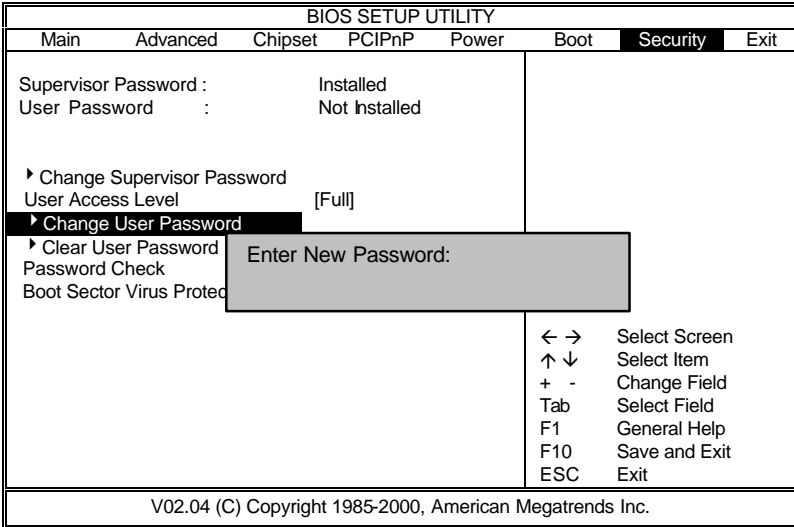 BIOS SETUP UTILITY
Main Advanced Chipset PCIPnP Power Boot Security Exit
Supervisor Password : Installed
User Password : Not Installed
Change Supervisor Password
User Access Level [Full]
Change User Password
Clear User Password
Password Check
Boot Sector Virus Protec
Enter New Password:
← → Select Screen
↑ ↓ Select Item
+ - Change Field
Tab Select Field
F1 General Help
F10 Save and Exit
ESC Exit
V02.04 (C) Copyright 1985-2000, American Megatrends Inc.